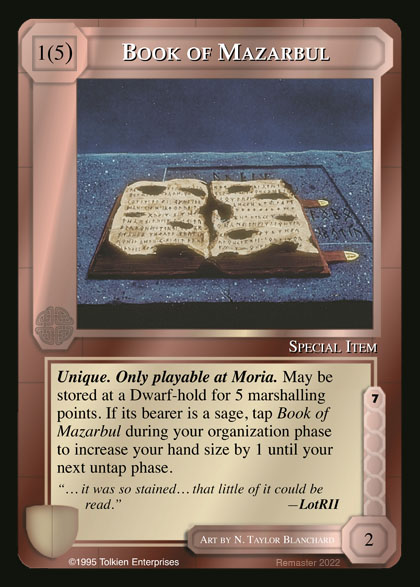 1(5)
BOOK OF MAZARBUL
SPECIAL ITEM
Unique. Only playable at Moria. May be
stored at a Dwarf-hold for 5 marshalling
points. If its bearer is a sage, tap Book of
Mazarbul during your organization phase
to increase your hand size by 1 until your
next untap phase.
“… it was so stained… that little of it could be
read.” —LotRII
7
ART BY N. TAYLOR BLANCHARD
2
©1995 Tolkien Enterprises
Remaster 2022